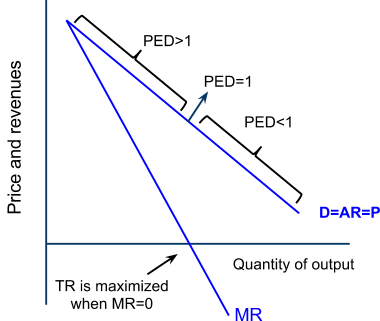 PED>1
PED=1
PED<1
Price and revenues
D=AR=P
Quantity of output
TR is maximized
when MR=0
MR